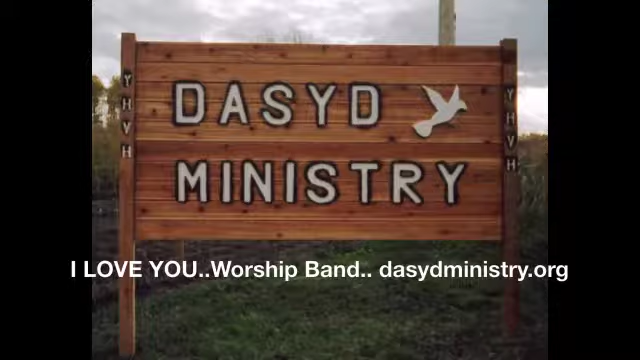 DASYD
MINISTRY
YHVH
YHVH
I LOVE YOU..Worship Band.. dasydministry.org